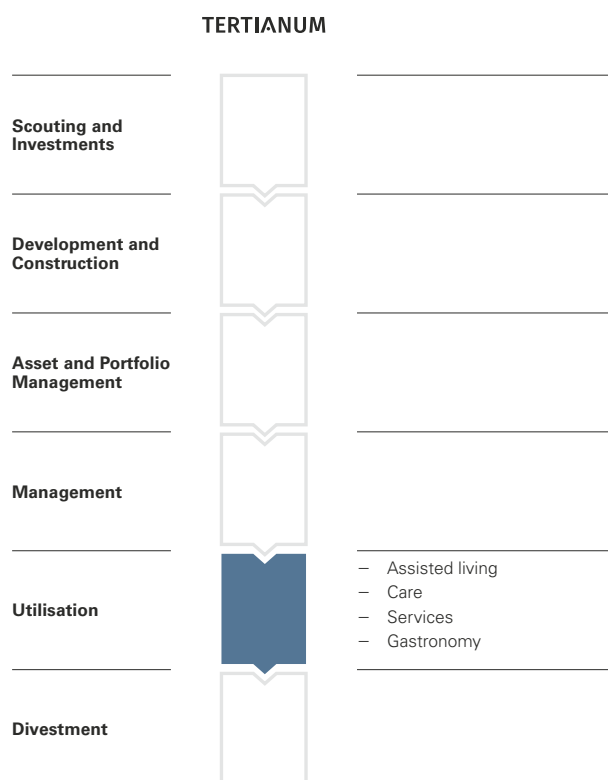 TERTIANUM
Scouting and
Investments
Development and
Construction
Asset and Portfolio
Management
Management
Utilisation
– Assisted living
– Care
– Services
– Gastronomy
Divestment